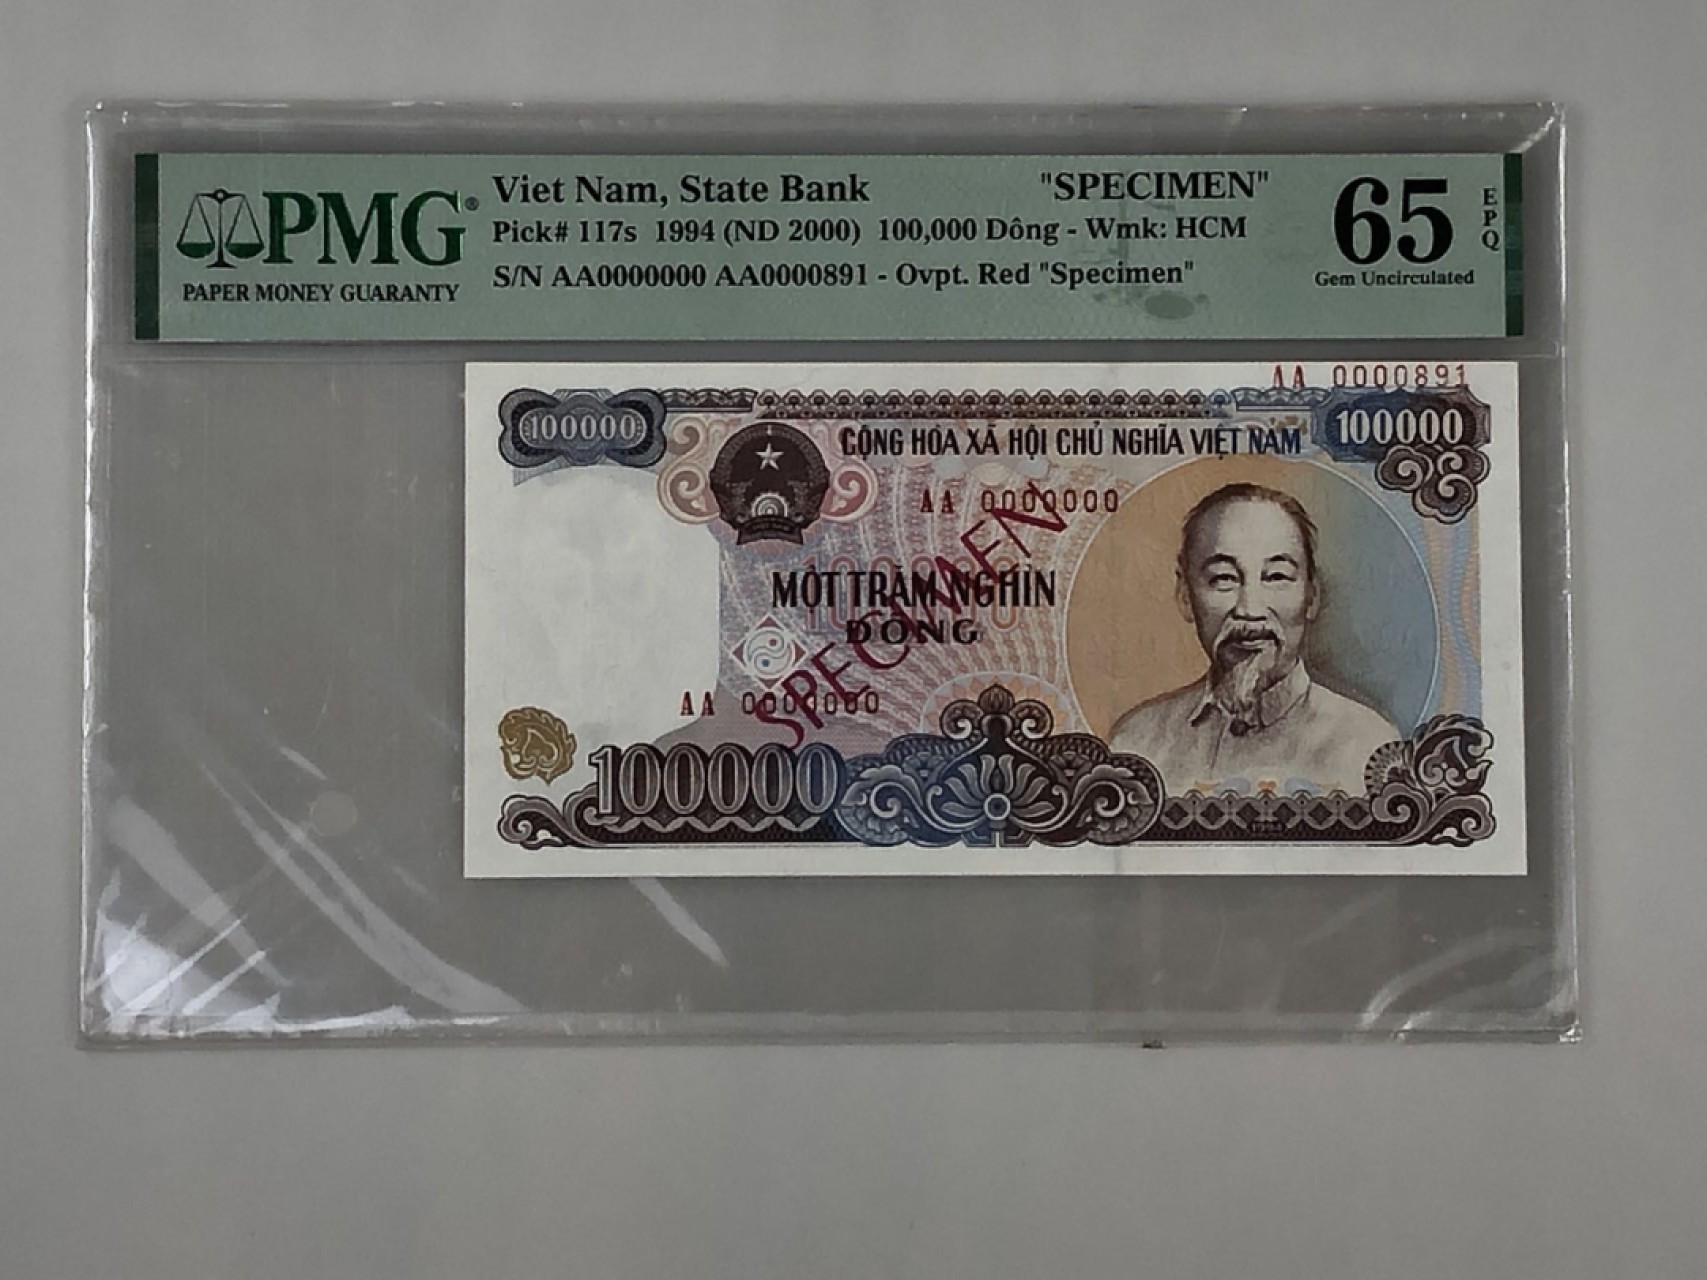 PMG®
PAPER MONEY GUARANTY
Viet Nam, State Bank "SPECIMEN"
Pick# 117s 1994 (ND 2000) 100,000 Dông - Wmk: HCM
S/N AA0000000 AA0000891 - Ovpt. Red "Specimen"
65
EPQ
Gem Uncirculated
AA 0000891
100000
CỘNG HÒA XÃ HỘI CHỦ NGHĨA VIỆT NAM
100000
AA 0000000
SPECIMEN
MỘT TRĂM NGHÌN
ĐỒNG
AA 0000000
100000
1994